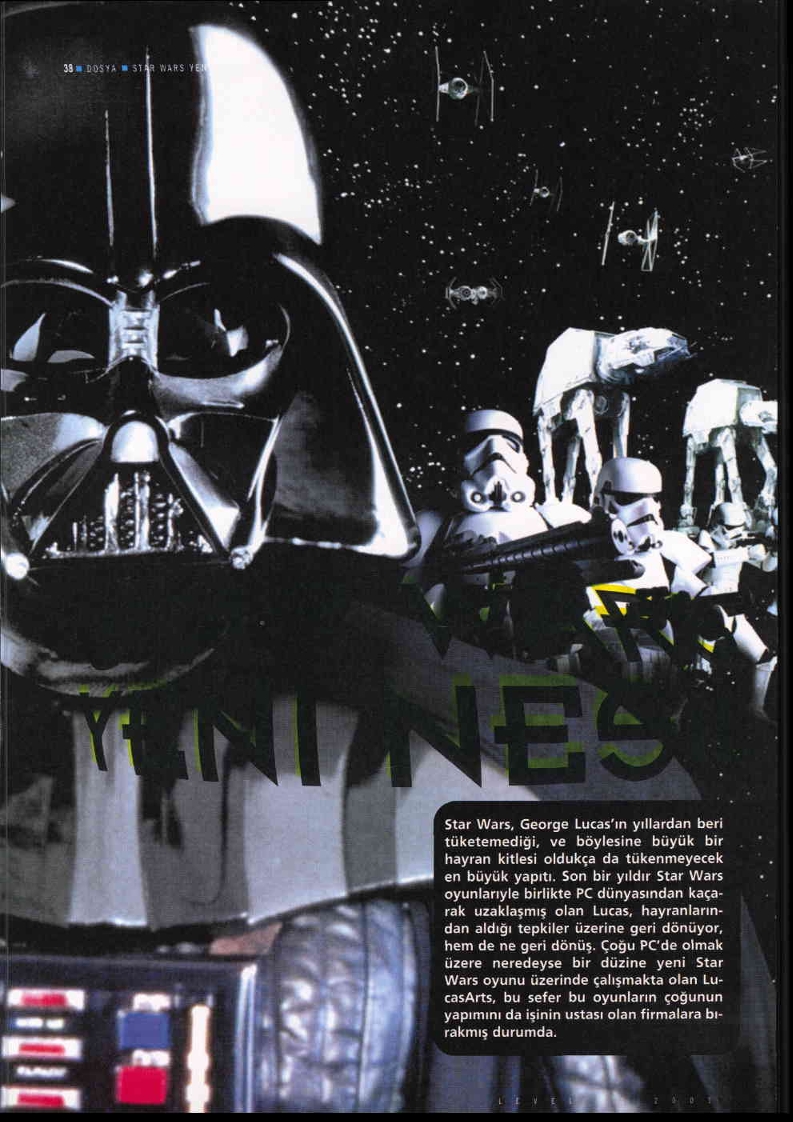 38 ■ DOSYA ■ STAR WARS YEN
WAR
YENİ NES
Star Wars, George Lucas'ın yıllardan beri
tüketemediği, ve böylesine büyük bir
hayran kitlesi oldukça da tükenmeyecek
en büyük yapıtı. Son bir yıldır Star Wars
oyunlarıyle birlikte PC dünyasından kaça-
rak uzaklaşmış olan Lucas, hayranların-
dan aldığı tepkiler üzerine geri dönüyor,
hem de ne geri dönüş. Çoğu PC'de olmak
üzere neredeyse bir düzine yeni Star
Wars oyunu üzerinde çalışmakta olan Lu-
casArts, bu sefer bu oyunların çoğunun
yapımını da işinin ustası olan firmalara bı-
rakmış durumda.
LEVEL 2001